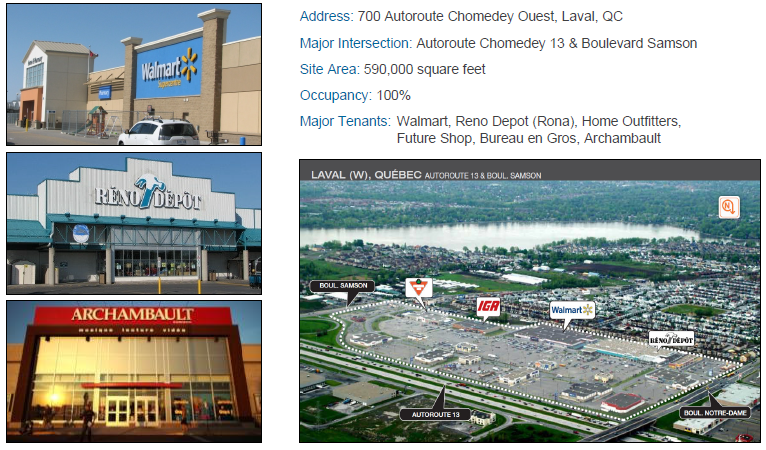 Walmart
RÉNO DÉPÔT
ARCHAMBAULT
musique lecture vidéo
Address: 700 Autoroute Chomedey Ouest, Laval, QC
Major Intersection: Autoroute Chomedey 13 & Boulevard Samson
Site Area: 590,000 square feet
Occupancy: 100%
Major Tenants: Walmart, Reno Depot (Rona), Home Outfitters,
Future Shop, Bureau en Gros, Archambault
LAVAL (W), QUÉBEC AUTOROUTE 13 & BOUL. SAMSON
N
BOUL. SAMSON
IGA
Walmart
RÉNO DÉPÔT
AUTOROUTE 13
BOUL. NOTRE-DAME